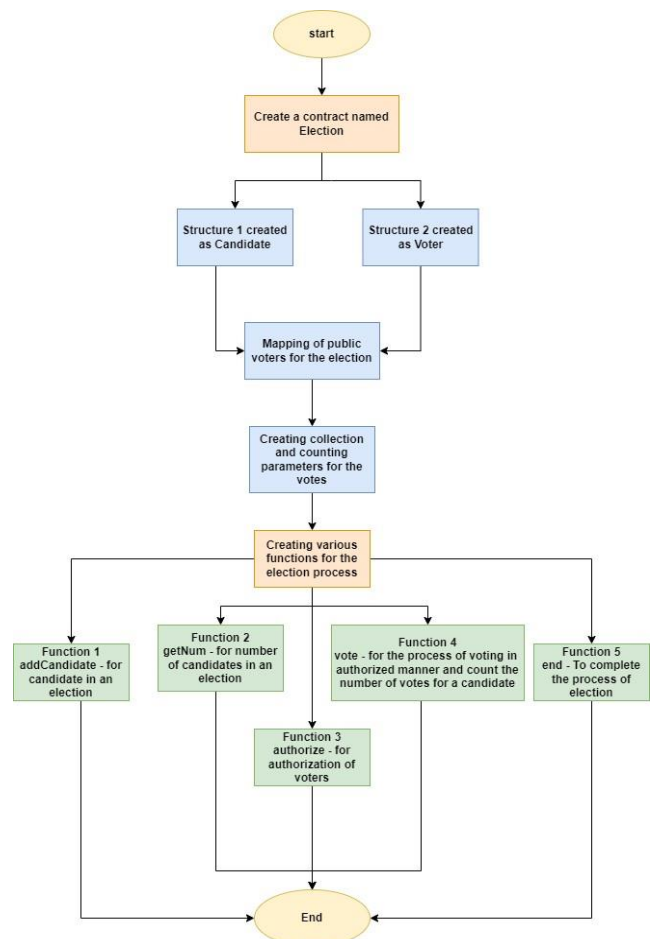 start
Create a contract named
Election
Structure 1 created
as Candidate
Structure 2 created
as Voter
Mapping of public
voters for the election
Creating collection
and counting
parameters for the
votes
Creating various
functions for the
election process
Function 1
addCandidate - for
candidate in an
election
Function 2
getNum - for number
of candidates in an
election
Function 4
vote - for the process of voting in
authorized manner and count the
number of votes for a candidate
Function 5
end - To complete
the process of
election
Function 3
authorize - for
authorization of
voters
End